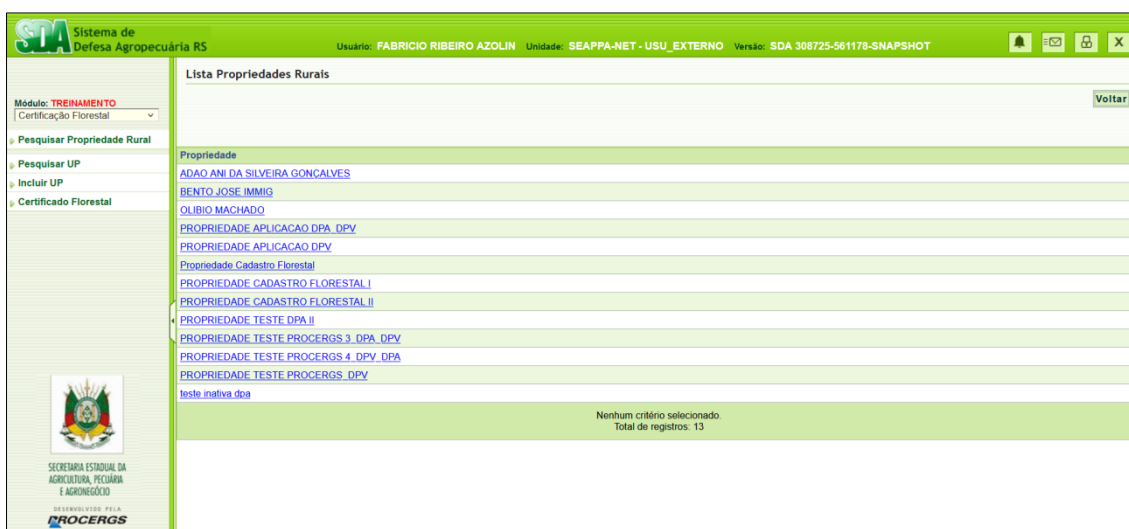 SDA Sistema de
Defesa Agropecuária RS
Usuário: FABRICIO RIBEIRO AZOLIN Unidade: SEAPPA-NET - USU_EXTERNO Versão: SDA 308725-561178-SNAPSHOT
X
Módulo: TREINAMENTO
Certificação Florestal
Pesquisar Propriedade Rural
Pesquisar UP
Incluir UP
Certificado Florestal
SECRETARIA ESTADUAL DA
AGRICULTURA, PECUÁRIA
E AGRONEGÓCIO
DESENVOLVIDO PELA
PROCERGS
Lista Propriedades Rurais
Voltar
Propriedade
ADAO ANI DA SILVEIRA GONÇALVES
BENTO JOSE IMMIG
OLIBIO MACHADO
PROPRIEDADE APLICACAO DPA_DPV
PROPRIEDADE APLICACAO DPV
Propriedade Cadastro Florestal
PROPRIEDADE CADASTRO FLORESTAL I
PROPRIEDADE CADASTRO FLORESTAL II
PROPRIEDADE TESTE DPA II
PROPRIEDADE TESTE PROCERGS 3_DPA_DPV
PROPRIEDADE TESTE PROCERGS 4_DPV_DPA
PROPRIEDADE TESTE PROCERGS_DPV
teste inativa dpa
Nenhum critério selecionado.
Total de registros: 13